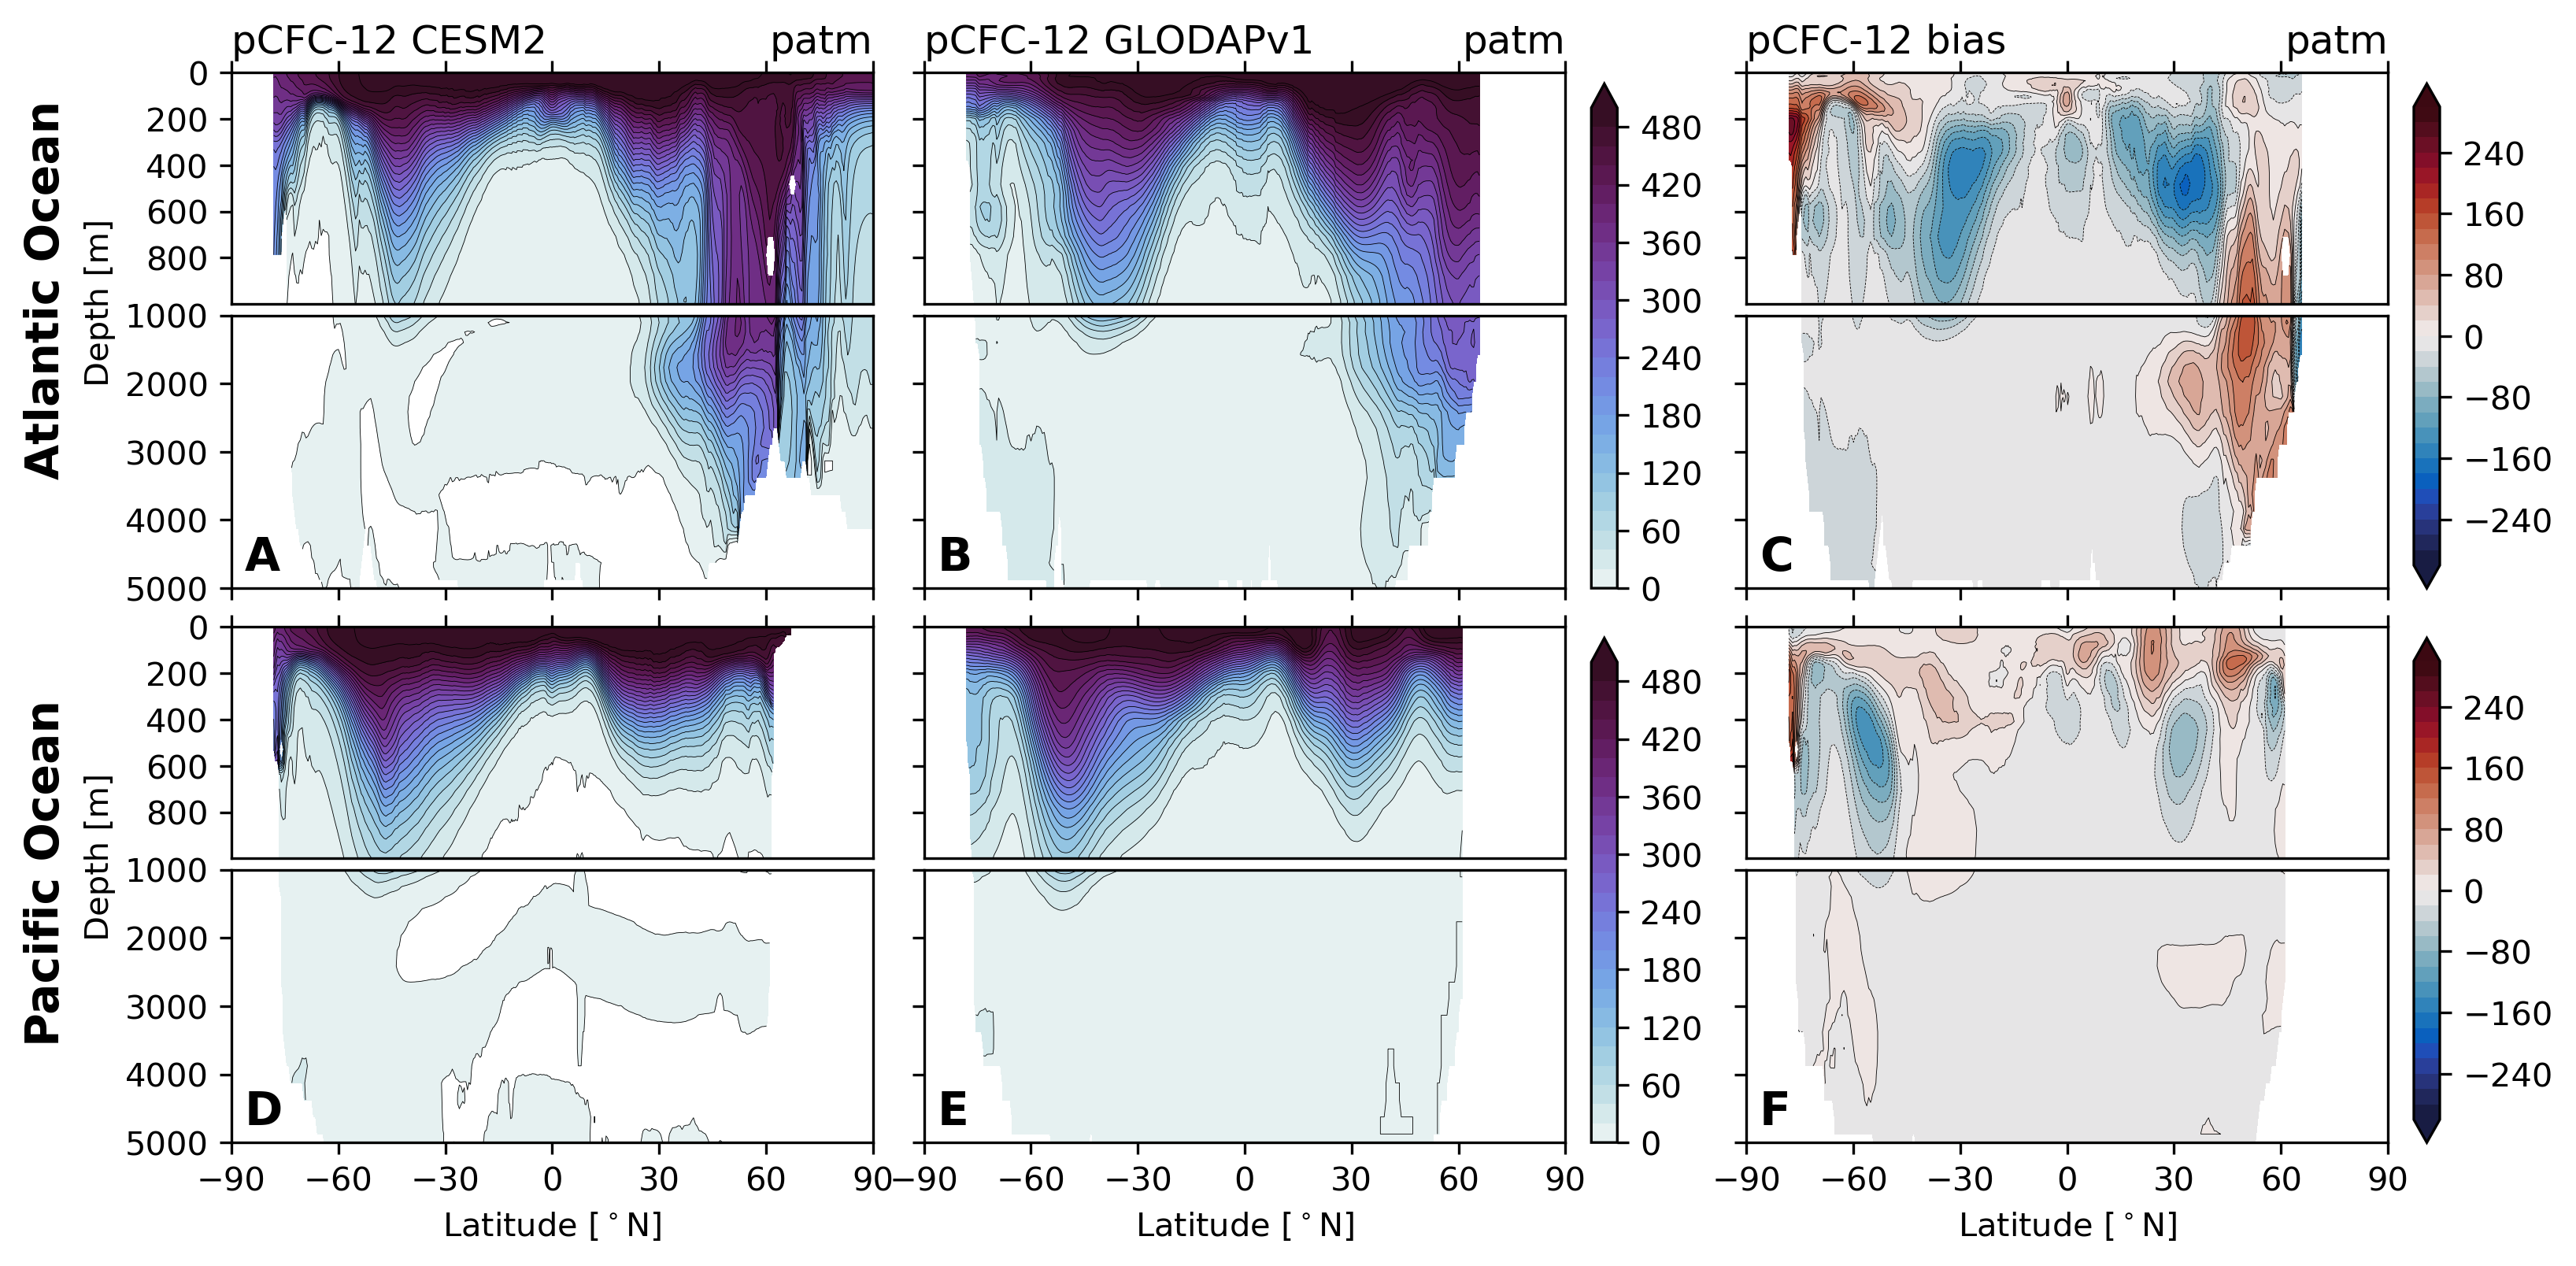 pCFC-12 CESM2 patm
pCFC-12 GLODAPv1 patm
pCFC-12 bias patm
Atlantic Ocean
Depth [m]
0
200
400
600
800
1000
2000
3000
4000
5000
A
B
480
420
360
300
240
180
120
60
0
C
240
160
80
0
−80
−160
−240
Pacific Ocean
Depth [m]
0
200
400
600
800
1000
2000
3000
4000
5000
D
E
480
420
360
300
240
180
120
60
0
F
240
160
80
0
−80
−160
−240
−90 −60 −30 0 30 60 90
−90 −60 −30 0 30 60 90
−90 −60 −30 0 30 60 90
Latitude [°N]
Latitude [°N]
Latitude [°N]